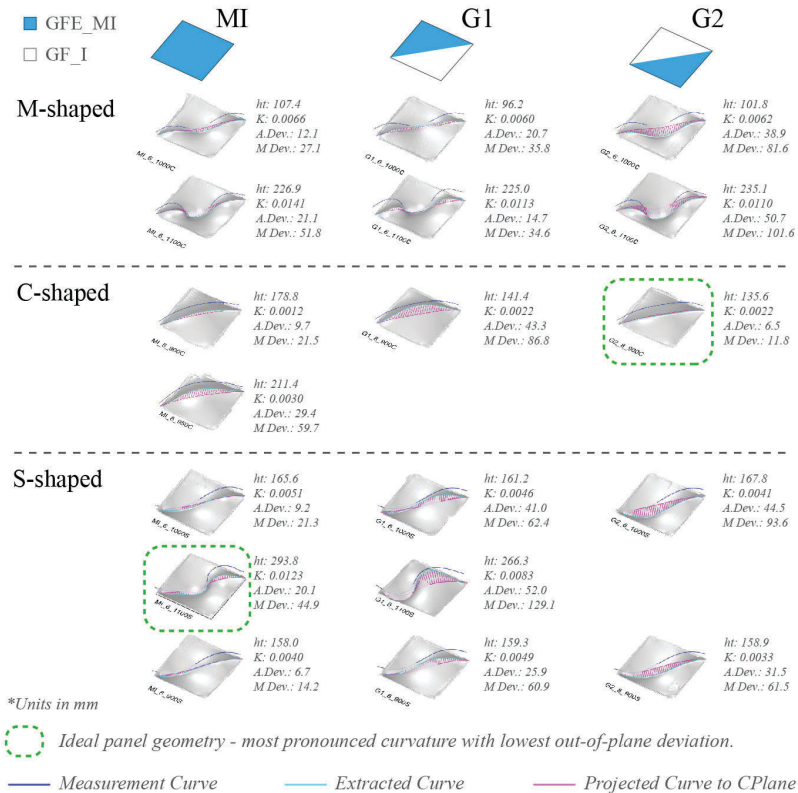 GFE_MI
GF_I
MI
G1
G2
M-shaped
ht: 107.4
K: 0.0066
A.Dev.: 12.1
M Dev.: 27.1
MI_6_1000C
ht: 96.2
K: 0.0060
A.Dev.: 20.7
M Dev.: 35.8
G1_6_1000C
ht: 101.8
K: 0.0062
A.Dev.: 38.9
M Dev.: 81.6
G2_6_1000C
ht: 226.9
K: 0.0141
A.Dev.: 21.1
M Dev.: 51.8
MI_6_1100C
ht: 225.0
K: 0.0113
A.Dev.: 14.7
M Dev.: 34.6
G1_6_1100C
ht: 235.1
K: 0.0110
A.Dev.: 50.7
M Dev.: 101.6
C-shaped
ht: 178.8
K: 0.0012
A.Dev.: 9.7
M Dev.: 21.5
ht: 141.4
K: 0.0022
A.Dev.: 43.3
M Dev.: 86.8
ht: 135.6
K: 0.0022
A.Dev.: 6.5
M Dev.: 11.8
ht: 211.4
K: 0.0030
A.Dev.: 29.4
M Dev.: 59.7
S-shaped
ht: 165.6
K: 0.0051
A.Dev.: 9.2
M Dev.: 21.3
MI_6_1000S
ht: 161.2
K: 0.0046
A.Dev.: 41.0
M Dev.: 62.4
G1_6_1000S
ht: 167.8
K: 0.0041
A.Dev.: 44.5
M Dev.: 93.6
ht: 293.8
K: 0.0123
A.Dev.: 20.1
M Dev.: 44.9
MI_6_1100S
ht: 266.3
K: 0.0083
A.Dev.: 52.0
M Dev.: 129.1
G1_6_1100S
ht: 158.0
K: 0.0040
A.Dev.: 6.7
M Dev.: 14.2
ht: 159.3
K: 0.0049
A.Dev.: 25.9
M Dev.: 60.9
ht: 158.9
K: 0.0033
A.Dev.: 31.5
M Dev.: 61.5
*Units in mm
Ideal panel geometry - most pronounced curvature with lowest out-of-plane deviation.
Measurement Curve
Extracted Curve
Projected Curve to CPlane